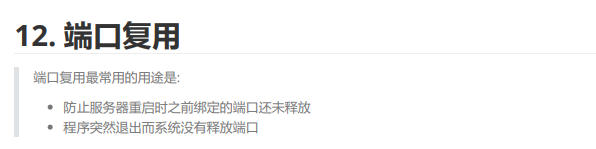 12. 端口复用
端口复用最常用的用途是:
• 防止服务器重启时之前绑定的端口还未释放
• 程序突然退出而系统没有释放端口